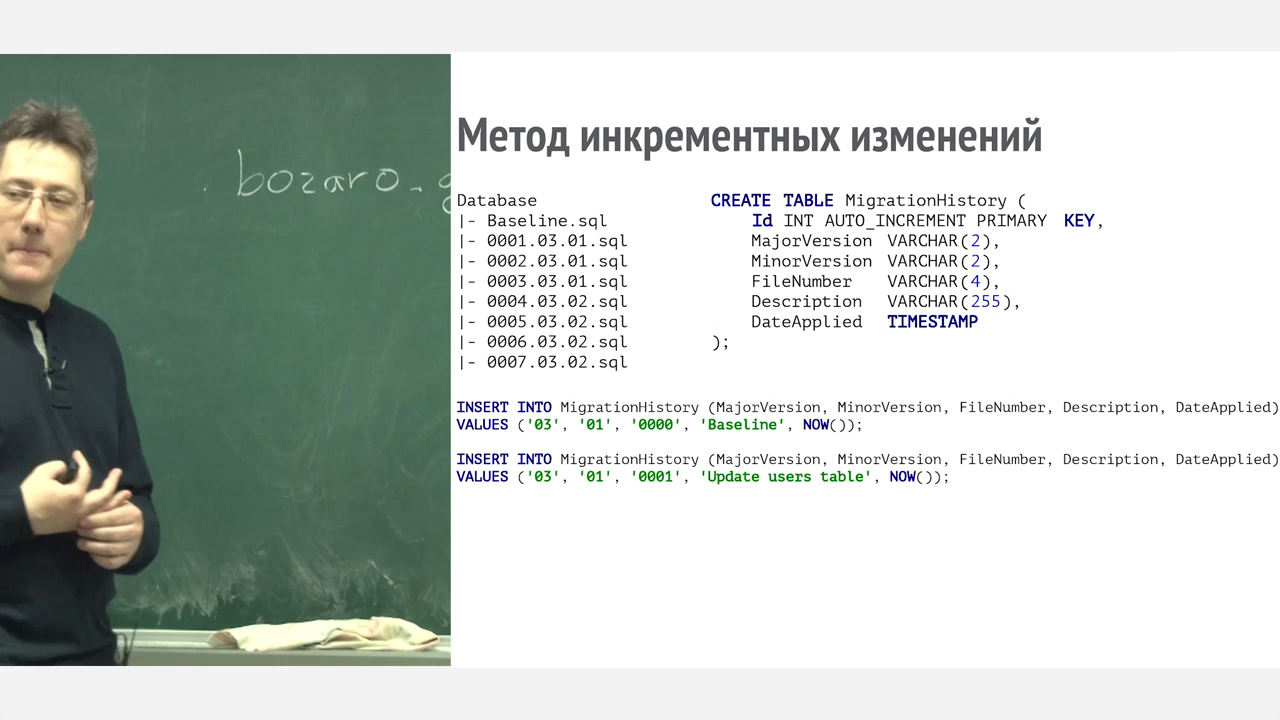 bozaro.
Метод инкрементных изменений
Database
|- Baseline.sql
|- 0001.03.01.sql
|- 0002.03.01.sql
|- 0003.03.01.sql
|- 0004.03.02.sql
|- 0005.03.02.sql
|- 0006.03.02.sql
|- 0007.03.02.sql
CREATE TABLE MigrationHistory (
Id INT AUTO_INCREMENT PRIMARY KEY,
MajorVersion VARCHAR(2),
MinorVersion VARCHAR(2),
FileNumber VARCHAR(4),
Description VARCHAR(255),
DateApplied TIMESTAMP
);
INSERT INTO MigrationHistory (MajorVersion, MinorVersion, FileNumber, Description, DateApplied)
VALUES ('03', '01', '0000', 'Baseline', NOW());
INSERT INTO MigrationHistory (MajorVersion, MinorVersion, FileNumber, Description, DateApplied)
VALUES ('03', '01', '0001', 'Update users table', NOW());